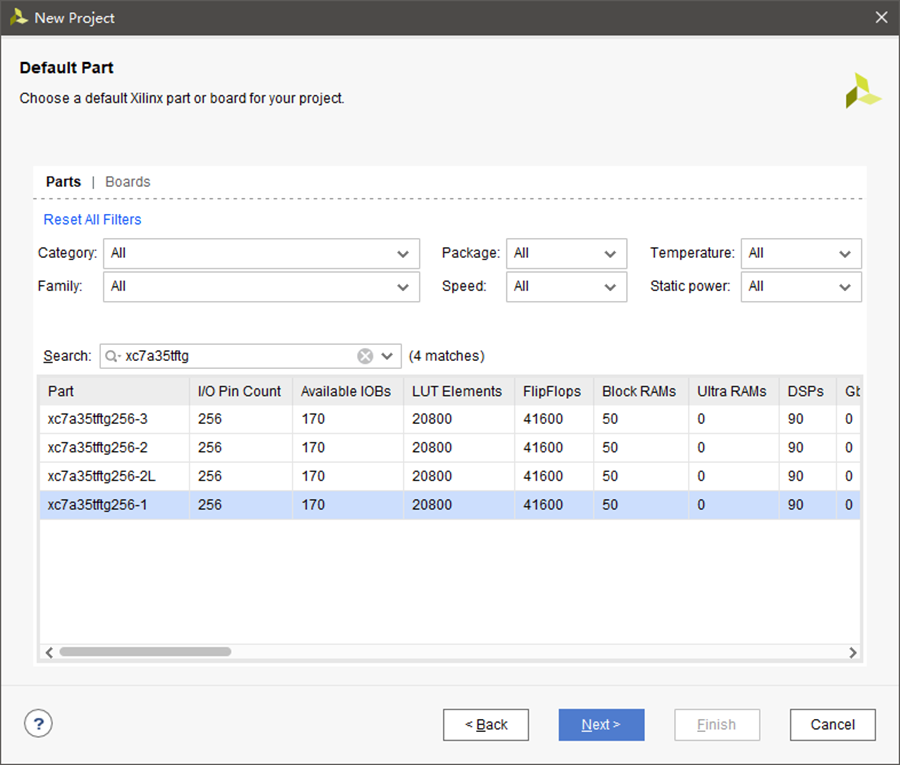 New Project
Default Part
Choose a default Xilinx part or board for your project.
Parts | Boards
Reset All Filters
Category: All Package: All Temperature: All
Family: All Speed: All Static power: All
Search: xc7a35tftg (4 matches)
Part I/O Pin Count Available IOBs LUT Elements FlipFlops Block RAMs Ultra RAMs DSPs Gb
xc7a35tftg256-3 256 170 20800 41600 50 0 90 0
xc7a35tftg256-2 256 170 20800 41600 50 0 90 0
xc7a35tftg256-2L 256 170 20800 41600 50 0 90 0
xc7a35tftg256-1 256 170 20800 41600 50 0 90 0
? < Back Next > Finish Cancel